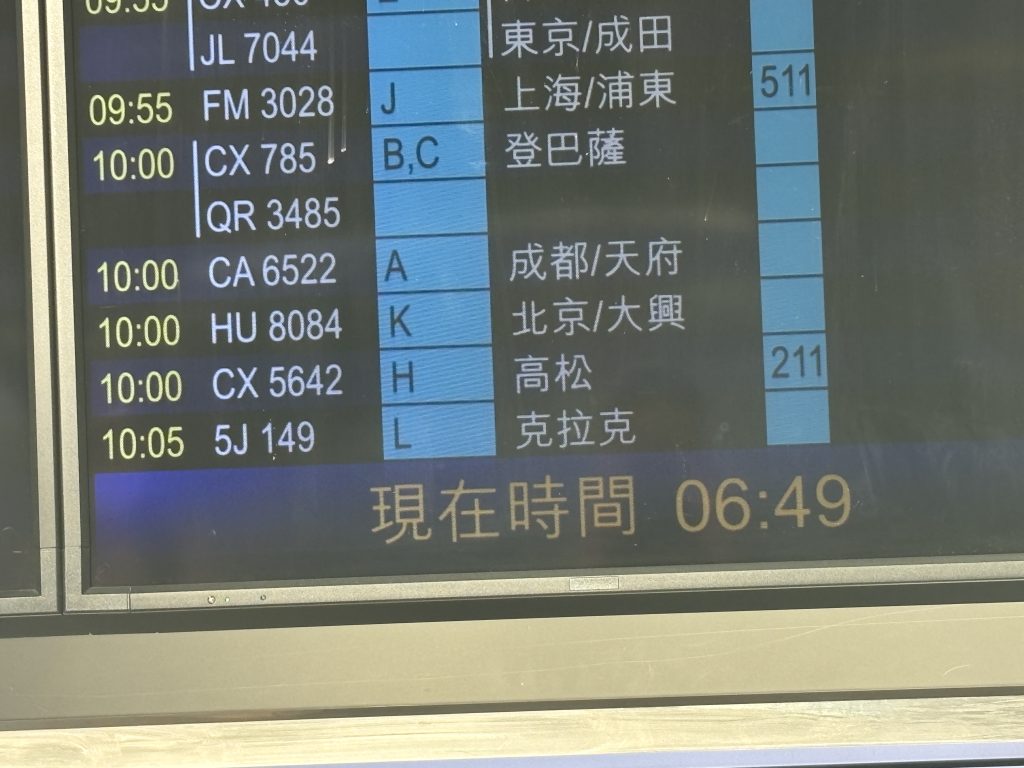 09:55
JL 7044 東京/成田
09:55 FM 3028 J 上海/浦東 511
10:00 CX 785 B,C 登巴薩
QR 3485
10:00 CA 6522 A 成都/天府
10:00 HU 8084 K 北京/大興
10:00 CX 5642 H 高松 211
10:05 5J 149 L 克拉克
現在時間 06:49